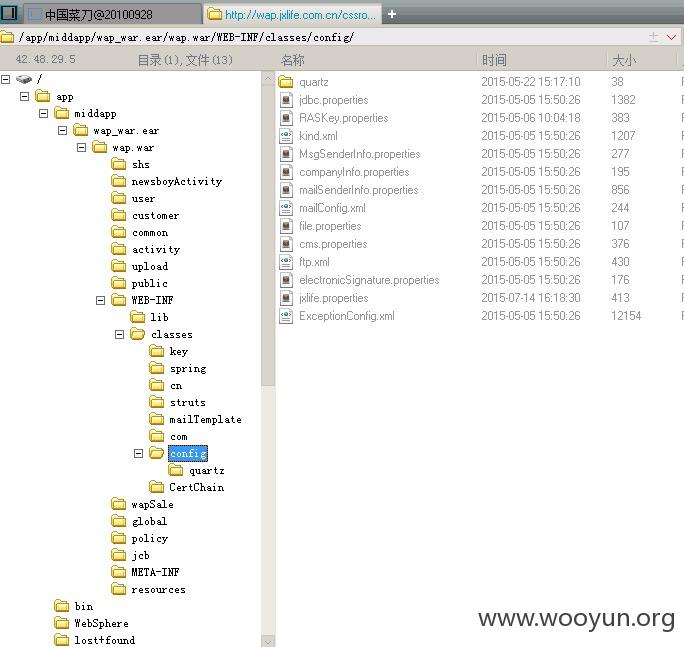 中国菜刀@20100928
http://wap.jxlife.com.cn/cssro...
/app/middapp/wap_war.ear/wap.war/WEB-INF/classes/config/
42.48.29.5 目录(1),文件(13) 名称 时间 大小
/
app
middapp
wap_war.ear
wap.war
shs
newsboyActivity
user
customer
common
activity
upload
public
WEB-INF
lib
classes
key
spring
cn
struts
mailTemplate
com
config
quartz
CertChain
wapSale
global
policy
jcb
META-INF
resources
bin
WebSphere
lost+found
quartz 2015-05-22 15:17:10 38
jdbc.properties 2015-05-05 15:50:26 1382
RASKey.properties 2015-05-06 10:04:18 383
kind.xml 2015-05-05 15:50:26 1207
MsgSenderInfo.properties 2015-05-05 15:50:26 277
companyInfo.properties 2015-05-05 15:50:26 195
mailSenderInfo.properties 2015-05-05 15:50:26 856
mailConfig.xml 2015-05-05 15:50:26 244
file.properties 2015-05-05 15:50:26 107
cms.properties 2015-05-05 15:50:26 376
ftp.xml 2015-05-05 15:50:26 430
electronicSignature.properties 2015-05-05 15:50:26 176
jxlife.properties 2015-07-14 16:18:30 413
ExceptionConfig.xml 2015-05-05 15:50:26 12154
www.wooyun.org